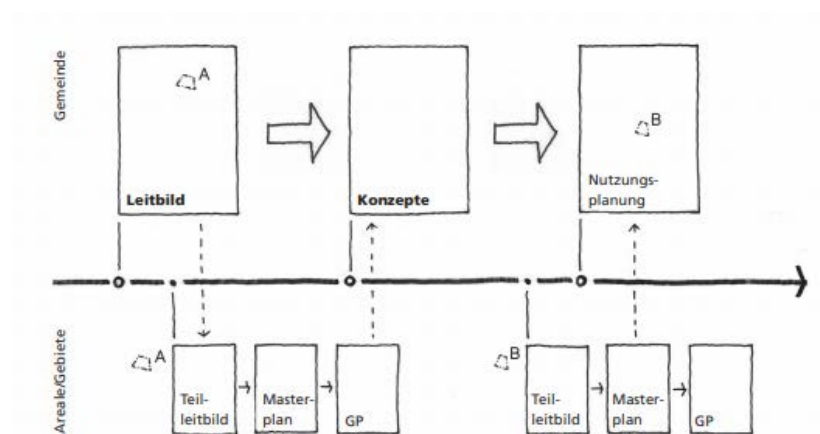 Gemeinde
A
Leitbild
Konzepte
B
Nutzungs-
planung
Areale/Gebiete
A
Teil-
leitbild
Master-
plan
GP
B
Teil-
leitbild
Master-
plan
GP